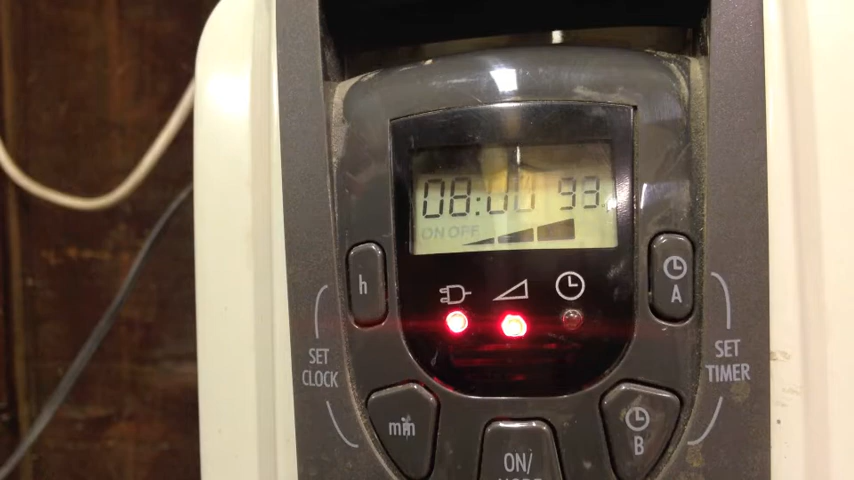 08:00 93
ON OFF
h
A
SET
CLOCK
SET
TIMER
min
B
ON/